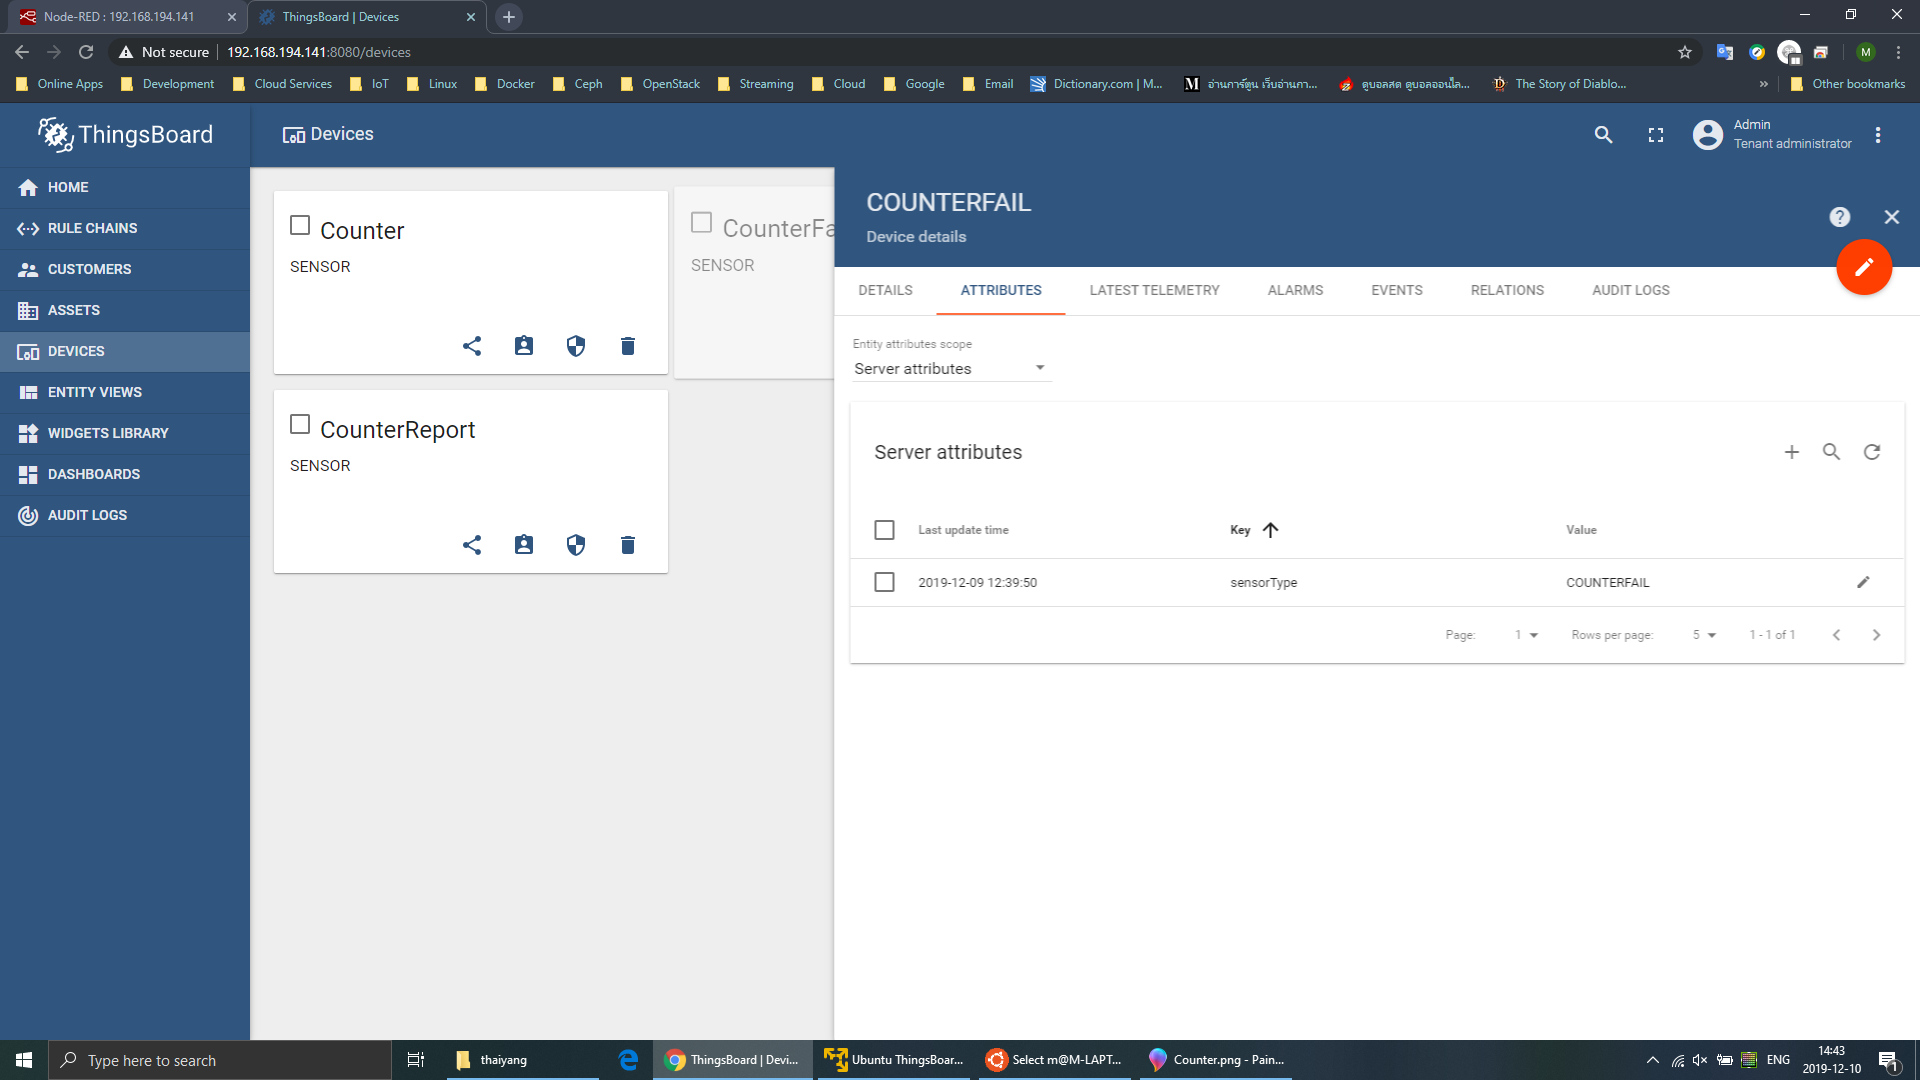 Node-RED : 192.168.194.141
ThingsBoard | Devices
Not secure
192.168.194.141:8080/devices
M
Online Apps
Development
Cloud Services
IoT
Linux
Docker
Ceph
OpenStack
Streaming
Cloud
Google
Email
Dictionary.com | M...
M
อ่านการ์ตูน เว็บอ่านกา...
ดูบอลสด ดูบอลออนไล...
The Story of Diablo...
»
Other bookmarks
ThingsBoard
Devices
Admin
Tenant administrator
HOME
RULE CHAINS
CUSTOMERS
ASSETS
DEVICES
ENTITY VIEWS
WIDGETS LIBRARY
DASHBOARDS
AUDIT LOGS
Counter
SENSOR
CounterFa
SENSOR
CounterReport
SENSOR
COUNTERFAIL
Device details
DETAILS
ATTRIBUTES
LATEST TELEMETRY
ALARMS
EVENTS
RELATIONS
AUDIT LOGS
Entity attributes scope
Server attributes
Server attributes
Last update time
Key
Value
2019-12-09 12:39:50
sensorType
COUNTERFAIL
Page:
1
Rows per page:
5
1 - 1 of 1
Type here to search
thaiyang
ThingsBoard | Devi...
Ubuntu ThingsBoar...
Select m@M-LAPT...
Counter.png - Pain...
ENG
14:43
2019-12-10
1